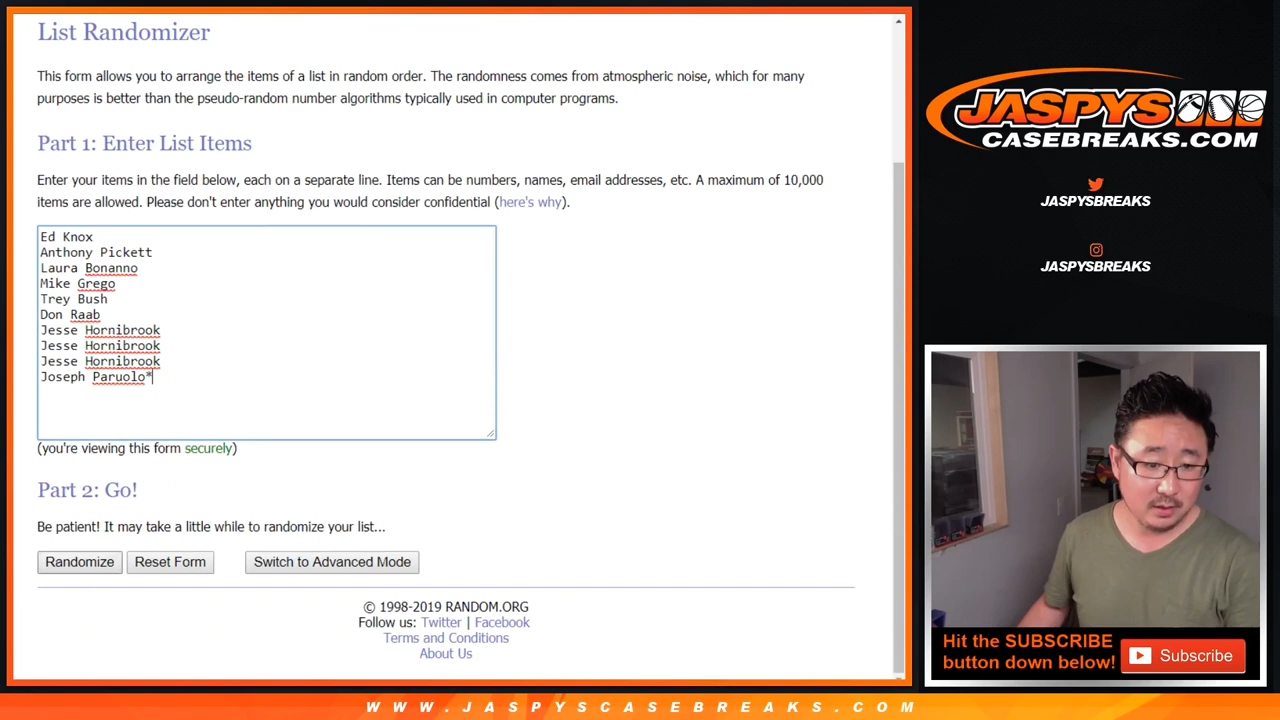 List Randomizer
This form allows you to arrange the items of a list in random order. The randomness comes from atmospheric noise, which for many
purposes is better than the pseudo-random number algorithms typically used in computer programs.
Part 1: Enter List Items
Enter your items in the field below, each on a separate line. Items can be numbers, names, email addresses, etc. A maximum of 10,000
items are allowed. Please don't enter anything you would consider confidential (here's why).
Ed Knox
Anthony Pickett
Laura Bonanno
Mike Grego
Trey Bush
Don Raab
Jesse Hornibrook
Jesse Hornibrook
Jesse Hornibrook
Joseph Paruolo*
(you're viewing this form securely)
Part 2: Go!
Be patient! It may take a little while to randomize your list...
Randomize Reset Form Switch to Advanced Mode
© 1998-2019 RANDOM.ORG
Follow us: Twitter | Facebook
Terms and Conditions
About Us
JASPYS
CASEBREAKS.COM
JASPYSBREAKS
JASPYSBREAKS
Hit the SUBSCRIBE
button down below!
Subscribe
WWW.JASPYSCASEBREAKS.COM